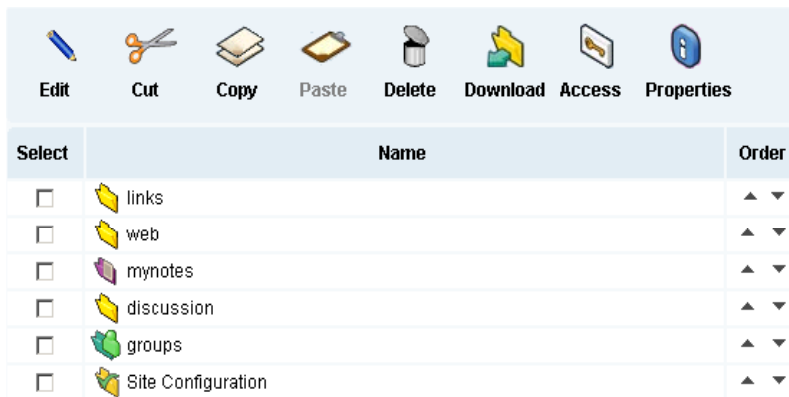 Edit Cut Copy Paste Delete Download Access Properties
Select Name Order
links
web
mynotes
discussion
groups
Site Configuration